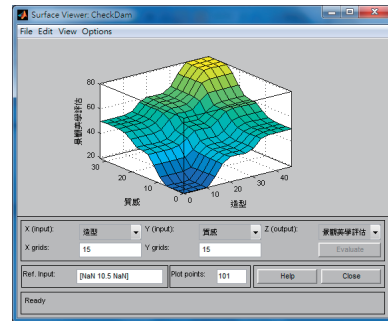 Surface Viewer: CheckDam
File Edit View Options
80
60
40
20
景觀美學評估
30
20
10
0
質感
0
10
20
30
40
造型
X (input): 造型 Y (input): 質感 Z (output): 景觀美學評估
X grids: 15 Y grids: 15 Evaluate
Ref. Input: [NaN 10.5 NaN] Plot points: 101 Help Close
Ready